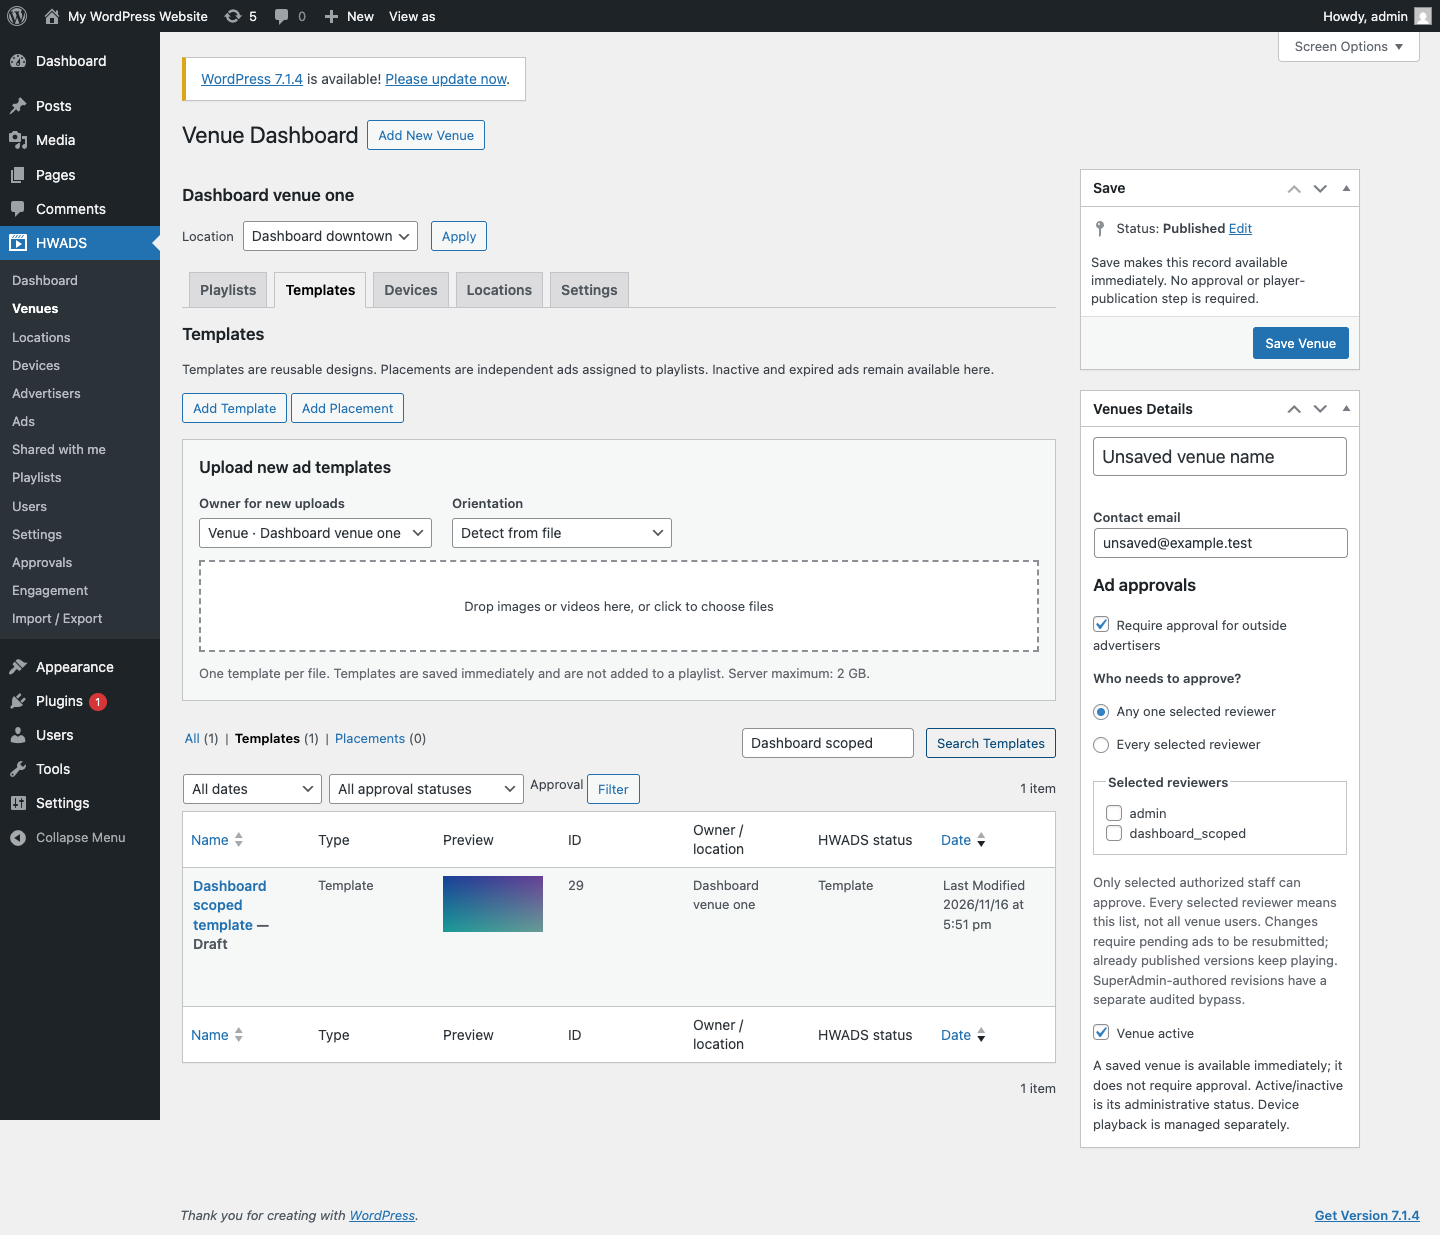 My WordPress Website 5 0 New View as Howdy, admin
Screen Options
Dashboard
Posts
Media
Pages
Comments
HWADS
Dashboard
Venues
Locations
Devices
Advertisers
Ads
Shared with me
Playlists
Users
Settings
Approvals
Engagement
Import / Export
Appearance
Plugins 1
Users
Tools
Settings
Collapse Menu
WordPress 7.1.4 is available! Please update now.
Venue Dashboard Add New Venue
Dashboard venue one
Location Dashboard downtown Apply
Playlists Templates Devices Locations Settings
Templates
Templates are reusable designs. Placements are independent ads assigned to playlists. Inactive and expired ads remain available here.
Add Template Add Placement
Upload new ad templates
Owner for new uploads Orientation
Venue · Dashboard venue one Detect from file
Drop images or videos here, or click to choose files
One template per file. Templates are saved immediately and are not added to a playlist. Server maximum: 2 GB.
All (1) | Templates (1) | Placements (0) Dashboard scoped Search Templates
All dates All approval statuses Approval Filter 1 item
Name Type Preview ID Owner / location HWADS status Date
Dashboard scoped template — Draft Template 29 Dashboard venue one Template Last Modified 2026/11/16 at 5:51 pm
Name Type Preview ID Owner / location HWADS status Date
1 item
Save
Status: Published Edit
Save makes this record available
immediately. No approval or player-
publication step is required.
Save Venue
Venues Details
Unsaved venue name
Contact email
unsaved@example.test
Ad approvals
Require approval for outside
advertisers
Who needs to approve?
Any one selected reviewer
Every selected reviewer
Selected reviewers
admin
dashboard_scoped
Only selected authorized staff can
approve. Every selected reviewer means
this list, not all venue users. Changes
require pending ads to be resubmitted;
already published versions keep playing.
SuperAdmin-authored revisions have a
separate audited bypass.
Venue active
A saved venue is available immediately; it
does not require approval. Active/inactive
is its administrative status. Device
playback is managed separately.
Thank you for creating with WordPress. Get Version 7.1.4